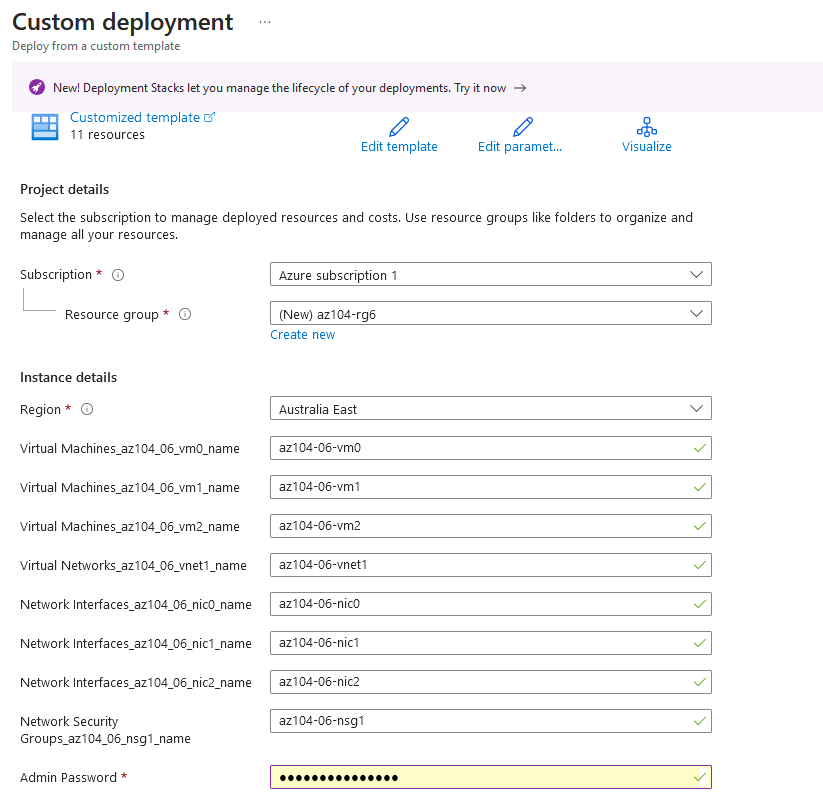 Custom deployment ...
Deploy from a custom template
New! Deployment Stacks let you manage the lifecycle of your deployments. Try it now →
Customized template
11 resources
Edit template
Edit paramet...
Visualize
Project details
Select the subscription to manage deployed resources and costs. Use resource groups like folders to organize and
manage all your resources.
Subscription * Azure subscription 1
Resource group * (New) az104-rg6
Create new
Instance details
Region * Australia East
Virtual Machines_az104_06_vm0_name az104-06-vm0
Virtual Machines_az104_06_vm1_name az104-06-vm1
Virtual Machines_az104_06_vm2_name az104-06-vm2
Virtual Networks_az104_06_vnet1_name az104-06-vnet1
Network Interfaces_az104_06_nic0_name az104-06-nic0
Network Interfaces_az104_06_nic1_name az104-06-nic1
Network Interfaces_az104_06_nic2_name az104-06-nic2
Network Security
Groups_az104_06_nsg1_name az104-06-nsg1
Admin Password * ●●●●●●●●●●●●●●●